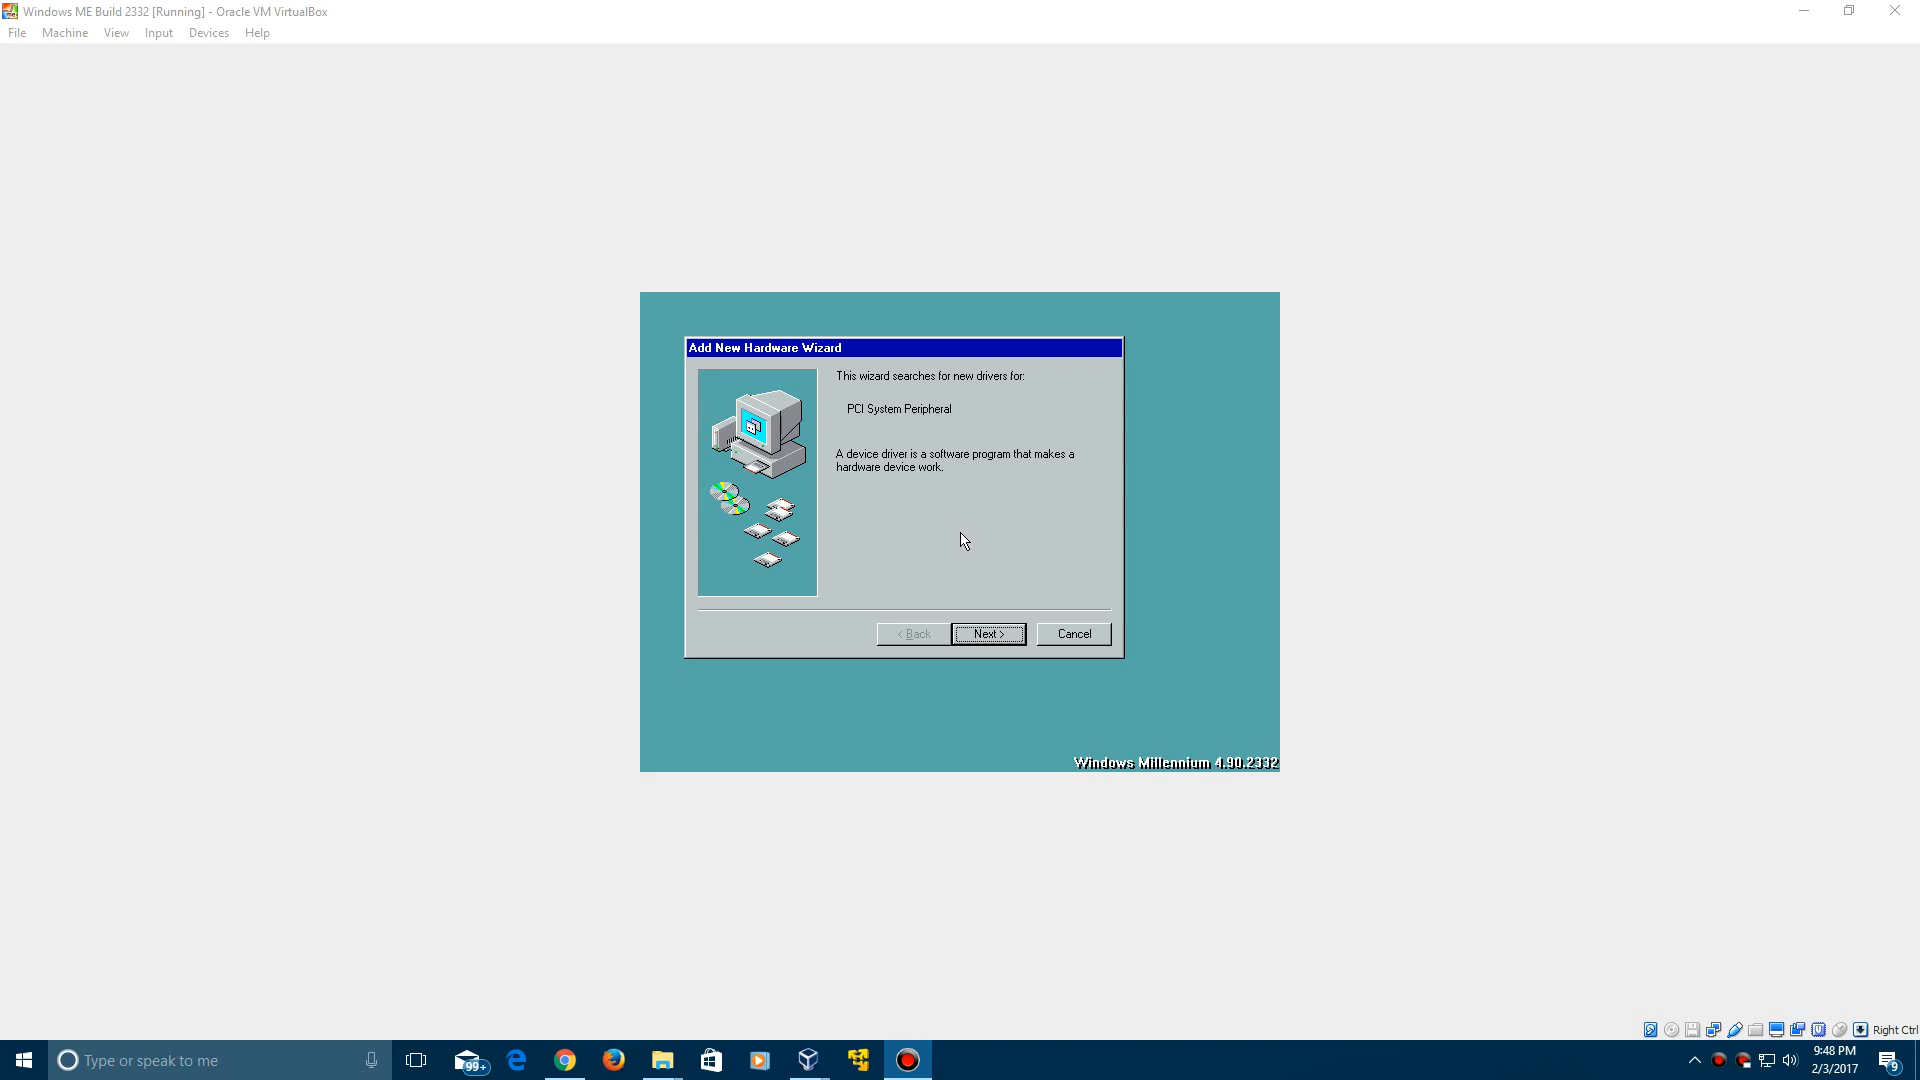 Windows ME Build 2332 [Running] - Oracle VM VirtualBox
File Machine View Input Devices Help
Add New Hardware Wizard
This wizard searches for new drivers for:
PCI System Peripheral
A device driver is a software program that makes a
hardware device work.
< Back Next > Cancel
Windows Millennium 4.90.2332
Right Ctrl
Type or speak to me
99+
9:48 PM
2/3/2017
9